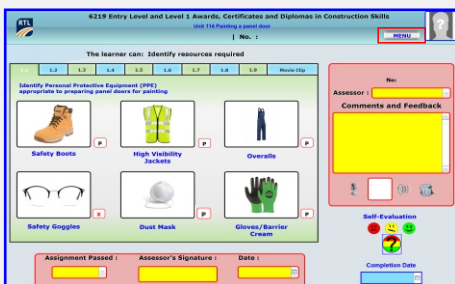 RTL
6219 Entry Level and Level 1 Awards, Certificates and Diplomas in Construction Skills
Unit 116 Painting a panel door
| No. :
MENU
The learner can: Identify resources required
1.1 1.2 1.3 1.4 1.5 1.6 1.7 1.8 1.9 Movie Clip
Identify Personal Protective Equipment (PPE)
appropriate to preparing panel doors for painting
P
P
P
Safety Boots
High Visibility
Jackets
Overalls
R
P
P
Safety Goggles
Dust Mask
Gloves/Barrier
Cream
No:
Assessor :
Comments and Feedback
Self-Evaluation
?
Completion Date
Assignment Passed :
Assessor's Signature :
Date :